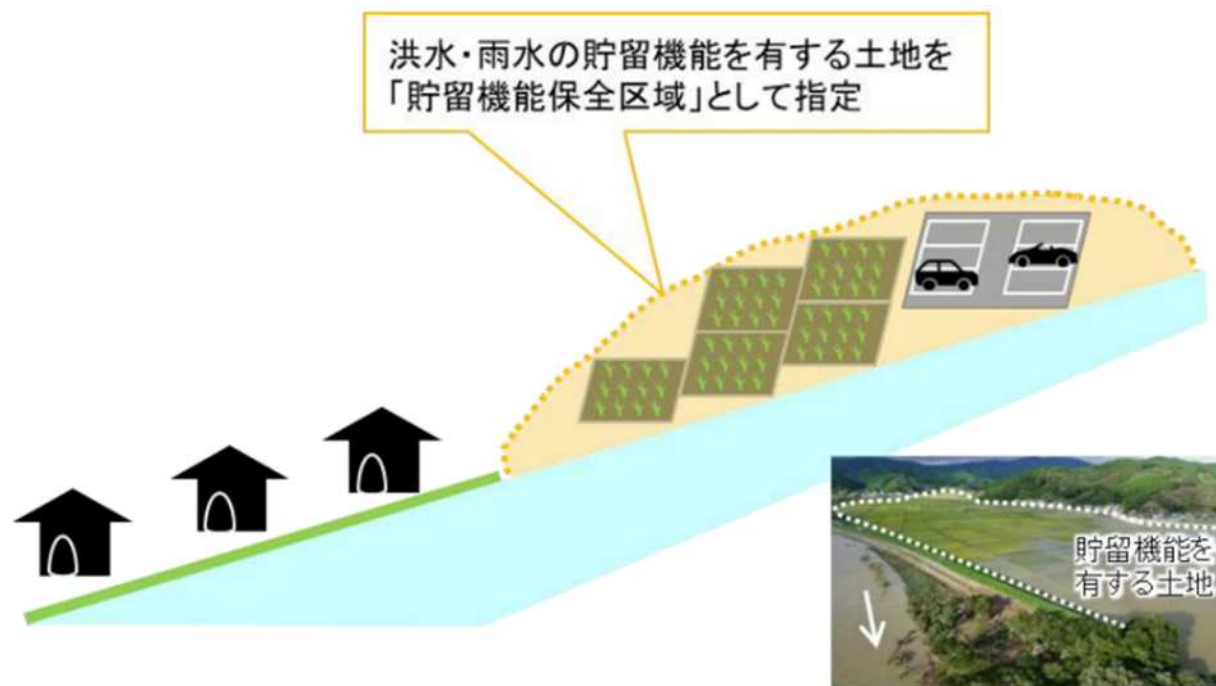 洪水・雨水の貯留機能を有する土地を
「貯留機能保全区域」として指定
貯留機能を
有する土地